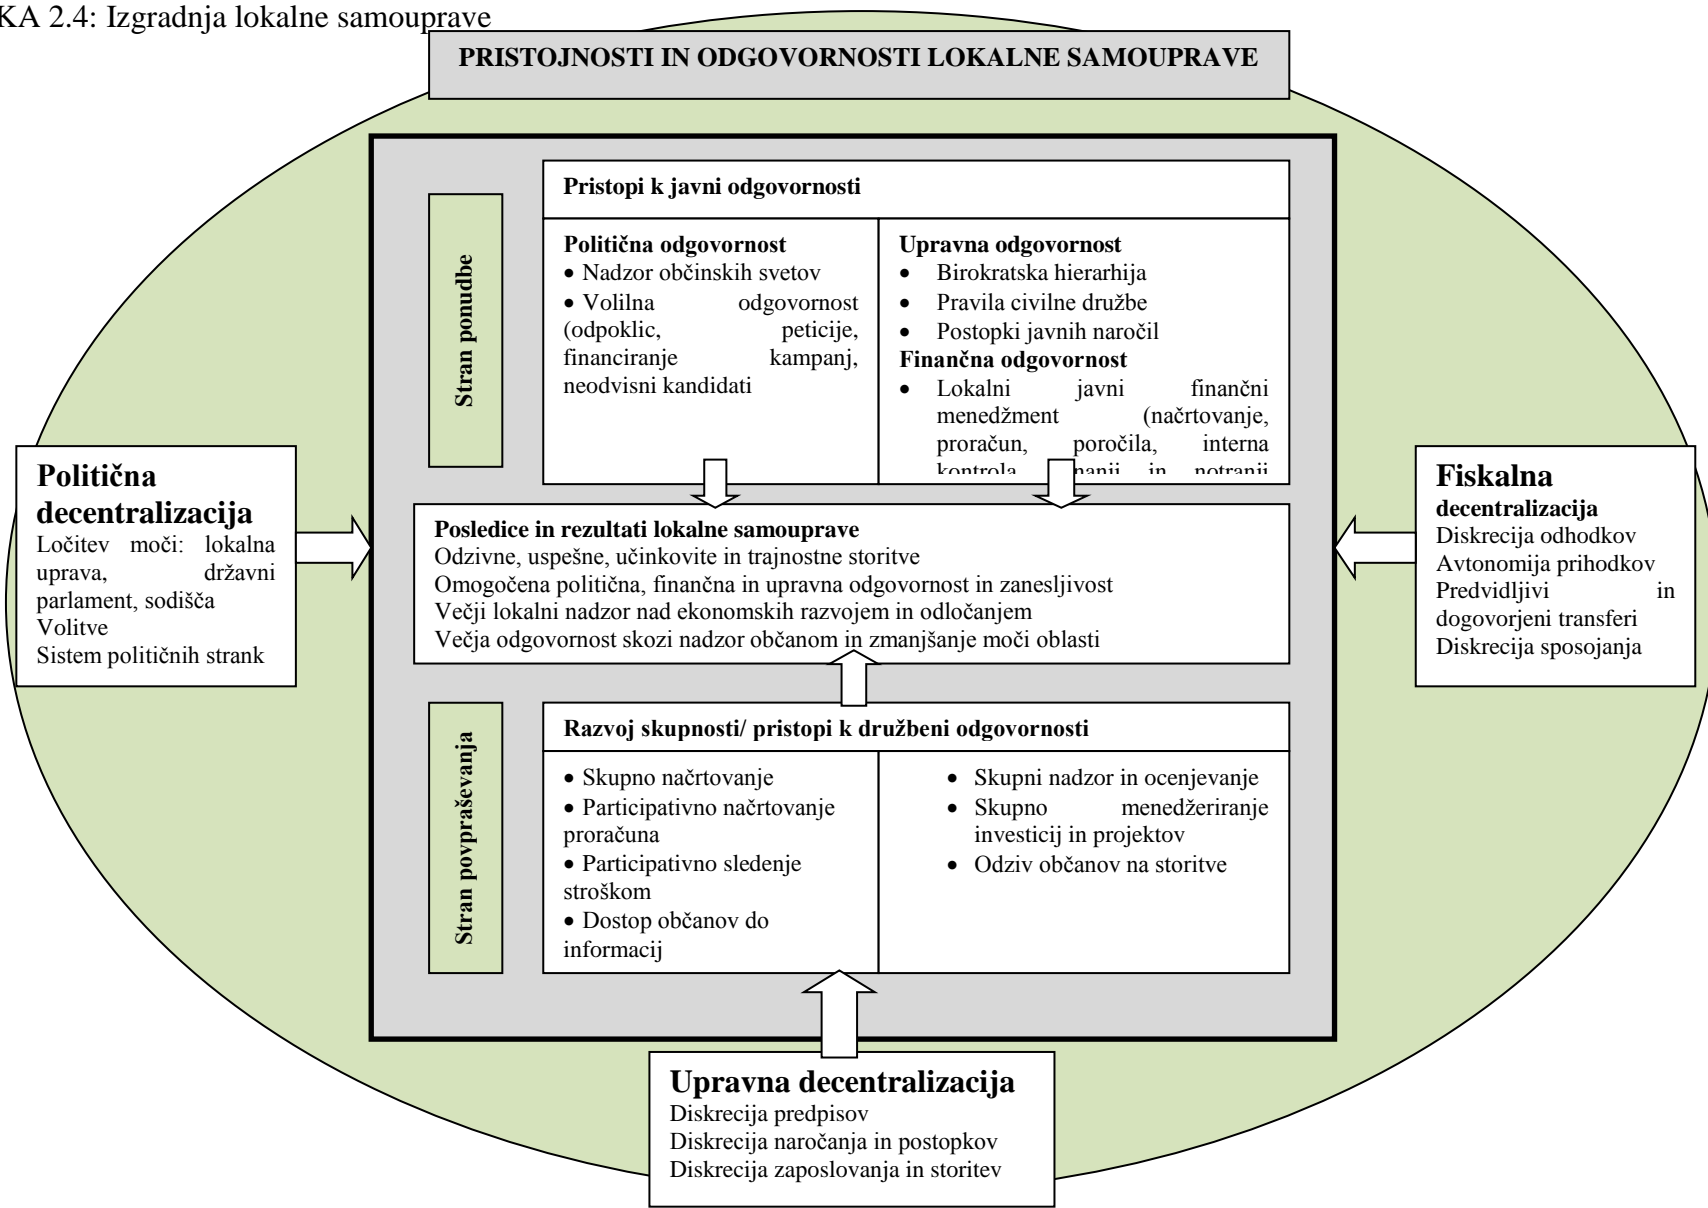 KA 2.4: Izgradnja lokalne samouprave
PRISTOJNOSTI IN ODGOVORNOSTI LOKALNE SAMOUPRAVE
Stran ponudbe
Pristopi k javni odgovornosti
Politična odgovornost
• Nadzor občinskih svetov
• Volilna odgovornost
(odpoklic, peticije,
financiranje kampanj,
neodvisni kandidati
Upravna odgovornost
• Birokratska hierarhija
• Pravila civilne družbe
• Postopki javnih naročil
Finančna odgovornost
• Lokalni javni finančni
menedžment (načrtovanje,
proračun, poročila, interna
kontrola in notranji
Politična
decentralizacija
Ločitev moči: lokalna
uprava, državni
parlament, sodišča
Volitve
Sistem političnih strank
Posledice in rezultati lokalne samouprave
Odzivne, uspešne, učinkovite in trajnostne storitve
Omogočena politična, finančna in upravna odgovornost in zanesljivost
Večji lokalni nadzor nad ekonomskih razvojem in odločanjem
Večja odgovornost skozi nadzor občanom in zmanjšanje moči oblasti
Fiskalna
decentralizacija
Diskrecija odhodkov
Avtonomija prihodkov
Predvidljivi in
dogovorjeni transferi
Diskrecija sposojanja
Stran povpraševanja
Razvoj skupnosti/ pristopi k družbeni odgovornosti
• Skupno načrtovanje
• Participativno načrtovanje
proračuna
• Participativno sledenje
stroškom
• Dostop občanov do
informacij
• Skupni nadzor in ocenjevanje
• Skupno menedžeriranje
investicij in projektov
• Odziv občanov na storitve
Upravna decentralizacija
Diskrecija predpisov
Diskrecija naročanja in postopkov
Diskrecija zaposlovanja in storitev